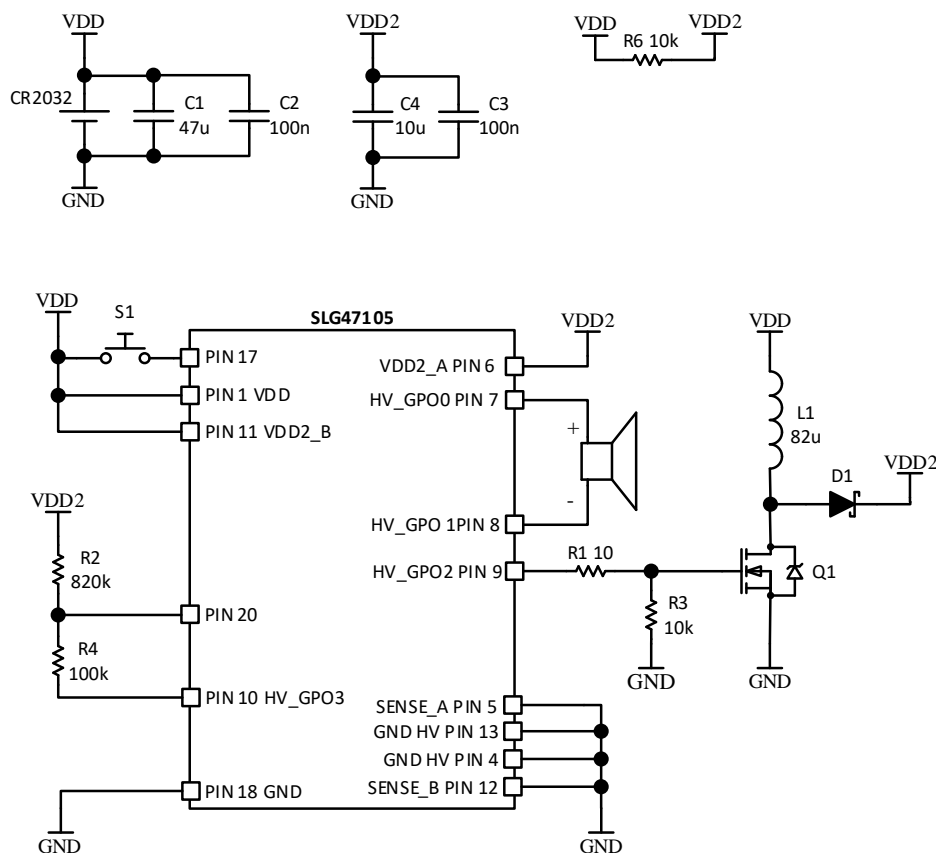 VDD
VDD2
VDD
VDD2
R6 10k
CR2032
C1
47u
C2
100n
C4
10u
C3
100n
GND
GND
VDD
S1
SLG47105
VDD2
VDD
PIN 17
VDD2_A PIN 6
PIN 1 VDD
HV_GPO0 PIN 7
PIN 11 VDD2_B
+
-
L1
82u
VDD2
D1
VDD2
HV_GPO 1PIN 8
R2
820k
HV_GPO2 PIN 9
R1 10
Q1
PIN 20
R3
10k
R4
100k
GND
GND
PIN 10 HV_GPO3
SENSE_A PIN 5
GND HV PIN 13
GND HV PIN 4
PIN 18 GND
SENSE_B PIN 12
GND
GND